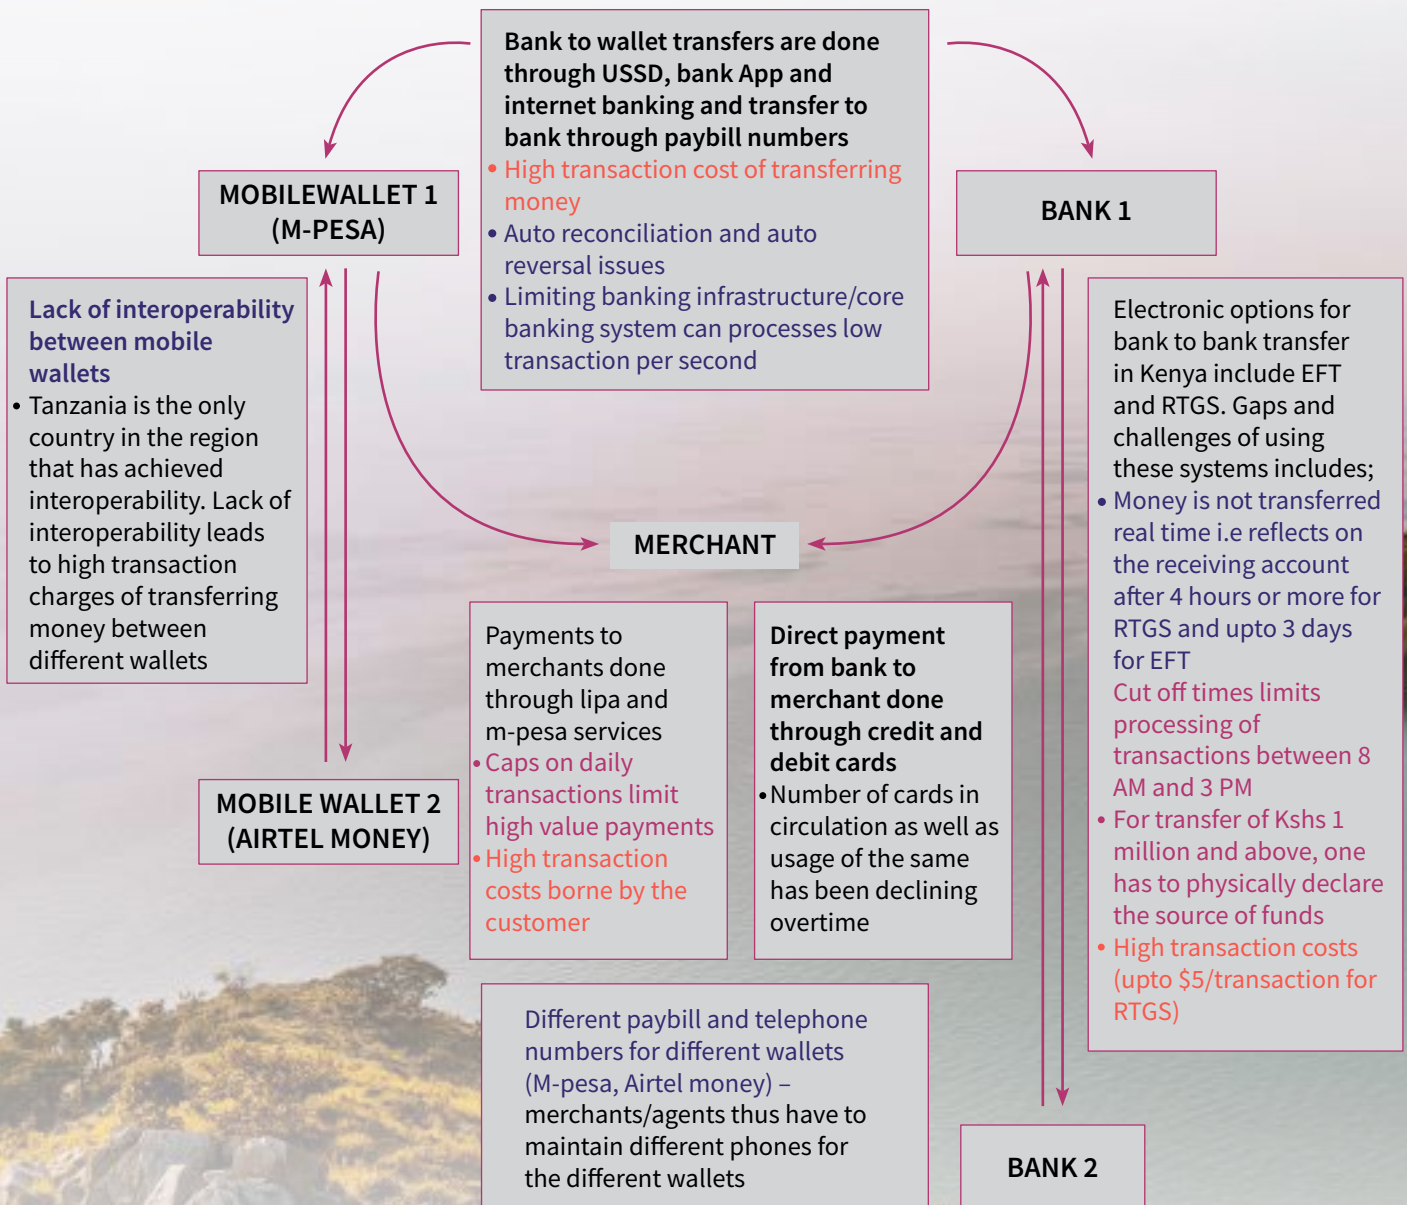 Bank to wallet transfers are done
through USSD, bank App and
internet banking and transfer to
bank through paybill numbers
• High transaction cost of transferring
money
• Auto reconciliation and auto
reversal issues
• Limiting banking infrastructure/core
banking system can processes low
transaction per second
MOBILEWALLET 1
(M-PESA)
BANK 1
Lack of interoperability
between mobile
wallets
• Tanzania is the only
country in the region
that has achieved
interoperability. Lack of
interoperability leads
to high transaction
charges of transferring
money between
different wallets
Electronic options for
bank to bank transfer
in Kenya include EFT
and RTGS. Gaps and
challenges of using
these systems includes;
• Money is not transferred
real time i.e reflects on
the receiving account
after 4 hours or more for
RTGS and upto 3 days
for EFT
Cut off times limits
processing of
transactions between 8
AM and 3 PM
• For transfer of Kshs 1
million and above, one
has to physically declare
the source of funds
• High transaction costs
(upto $5/transaction for
RTGS)
MERCHANT
Payments to
merchants done
through lipa and
m-pesa services
• Caps on daily
transactions limit
high value payments
• High transaction
costs borne by the
customer
Direct payment
from bank to
merchant done
through credit and
debit cards
• Number of cards in
circulation as well as
usage of the same
has been declining
overtime
MOBILE WALLET 2
(AIRTEL MONEY)
Different paybill and telephone
numbers for different wallets
(M-pesa, Airtel money) –
merchants/agents thus have to
maintain different phones for
the different wallets
BANK 2